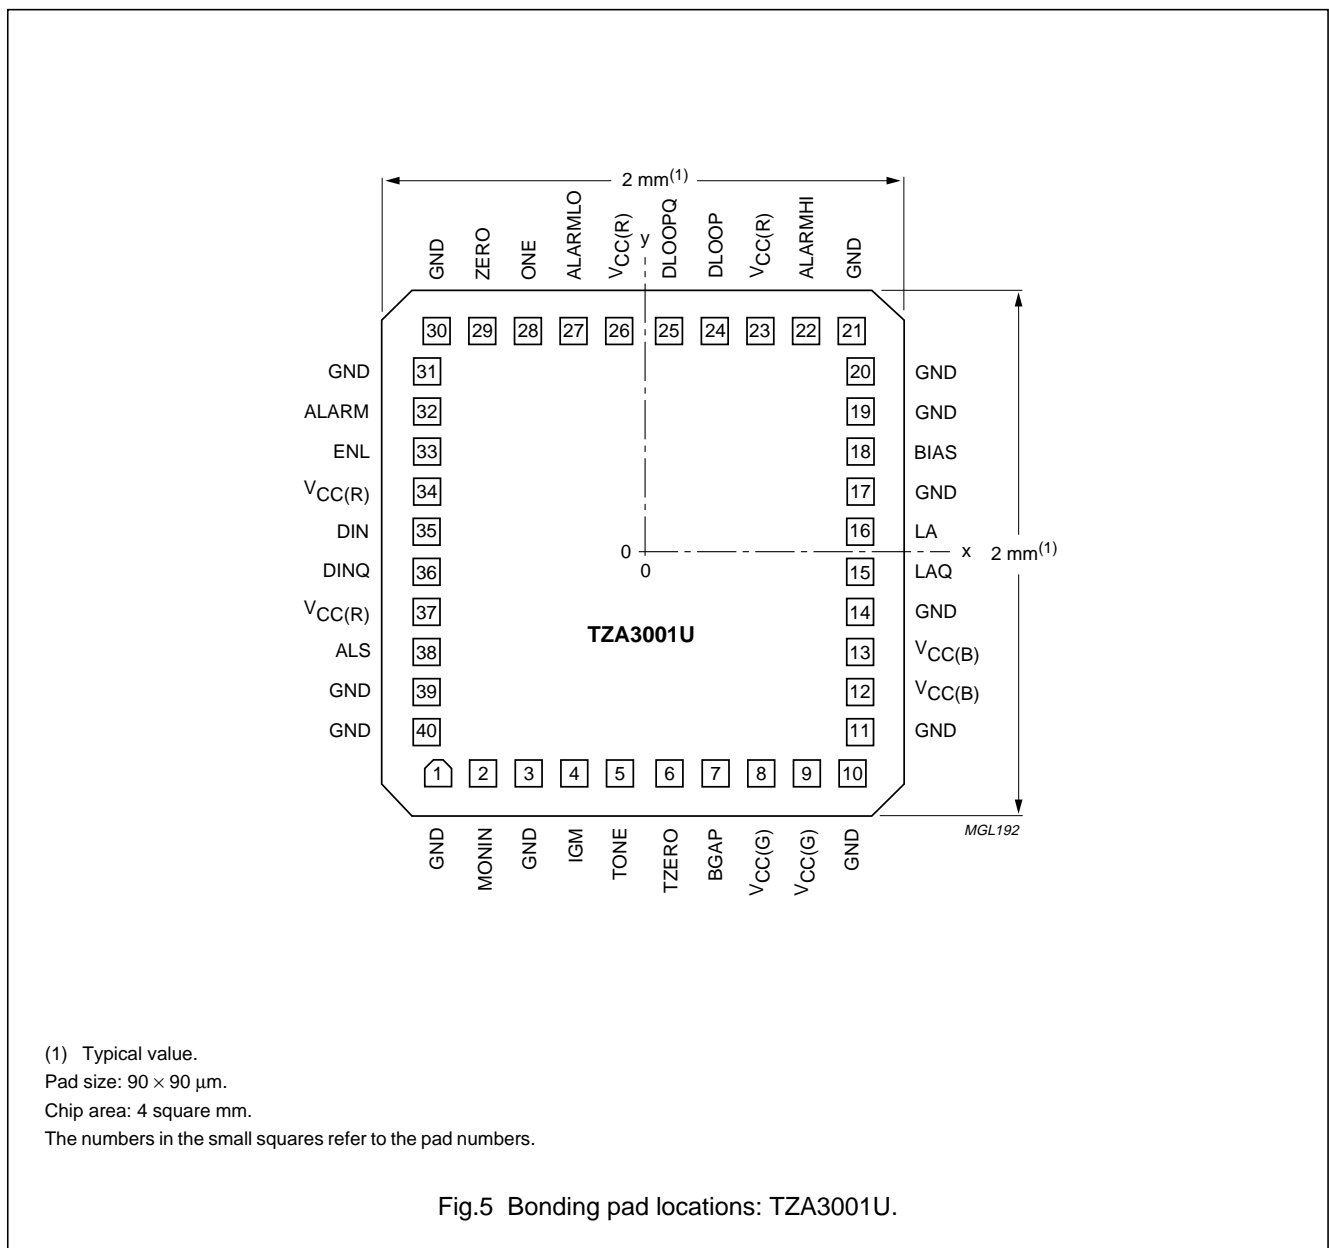 2 mm(1)
GND ZERO ONE ALARMLO VCC(R) y DLOOPQ DLOOP VCC(R) ALARMHI GND
30 29 28 27 26 25 24 23 22 21
GND 31 20 GND
ALARM 32 19 GND
ENL 33 18 BIAS
VCC(R) 34 17 GND
DIN 35 16 LA
0 x 2 mm(1)
0
DINQ 36 15 LAQ
VCC(R) 37 14 GND
TZA3001U
ALS 38 13 VCC(B)
GND 39 12 VCC(B)
GND 40 11 GND
1 2 3 4 5 6 7 8 9 10
GND MONIN GND IGM TONE TZERO BGAP VCC(G) VCC(G) GND
MGL192
(1) Typical value.
Pad size: 90 × 90 μm.
Chip area: 4 square mm.
The numbers in the small squares refer to the pad numbers.
Fig.5 Bonding pad locations: TZA3001U.